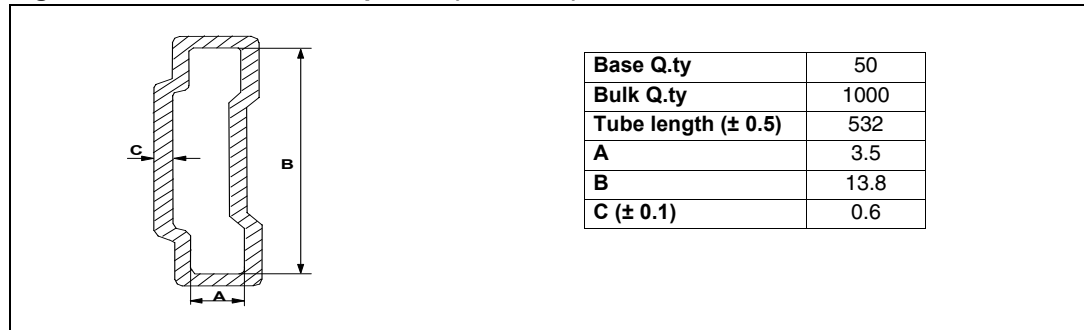 Base Q.ty 50
Bulk Q.ty 1000
Tube length (± 0.5) 532
A 3.5
B 13.8
C (± 0.1) 0.6
C
B
A